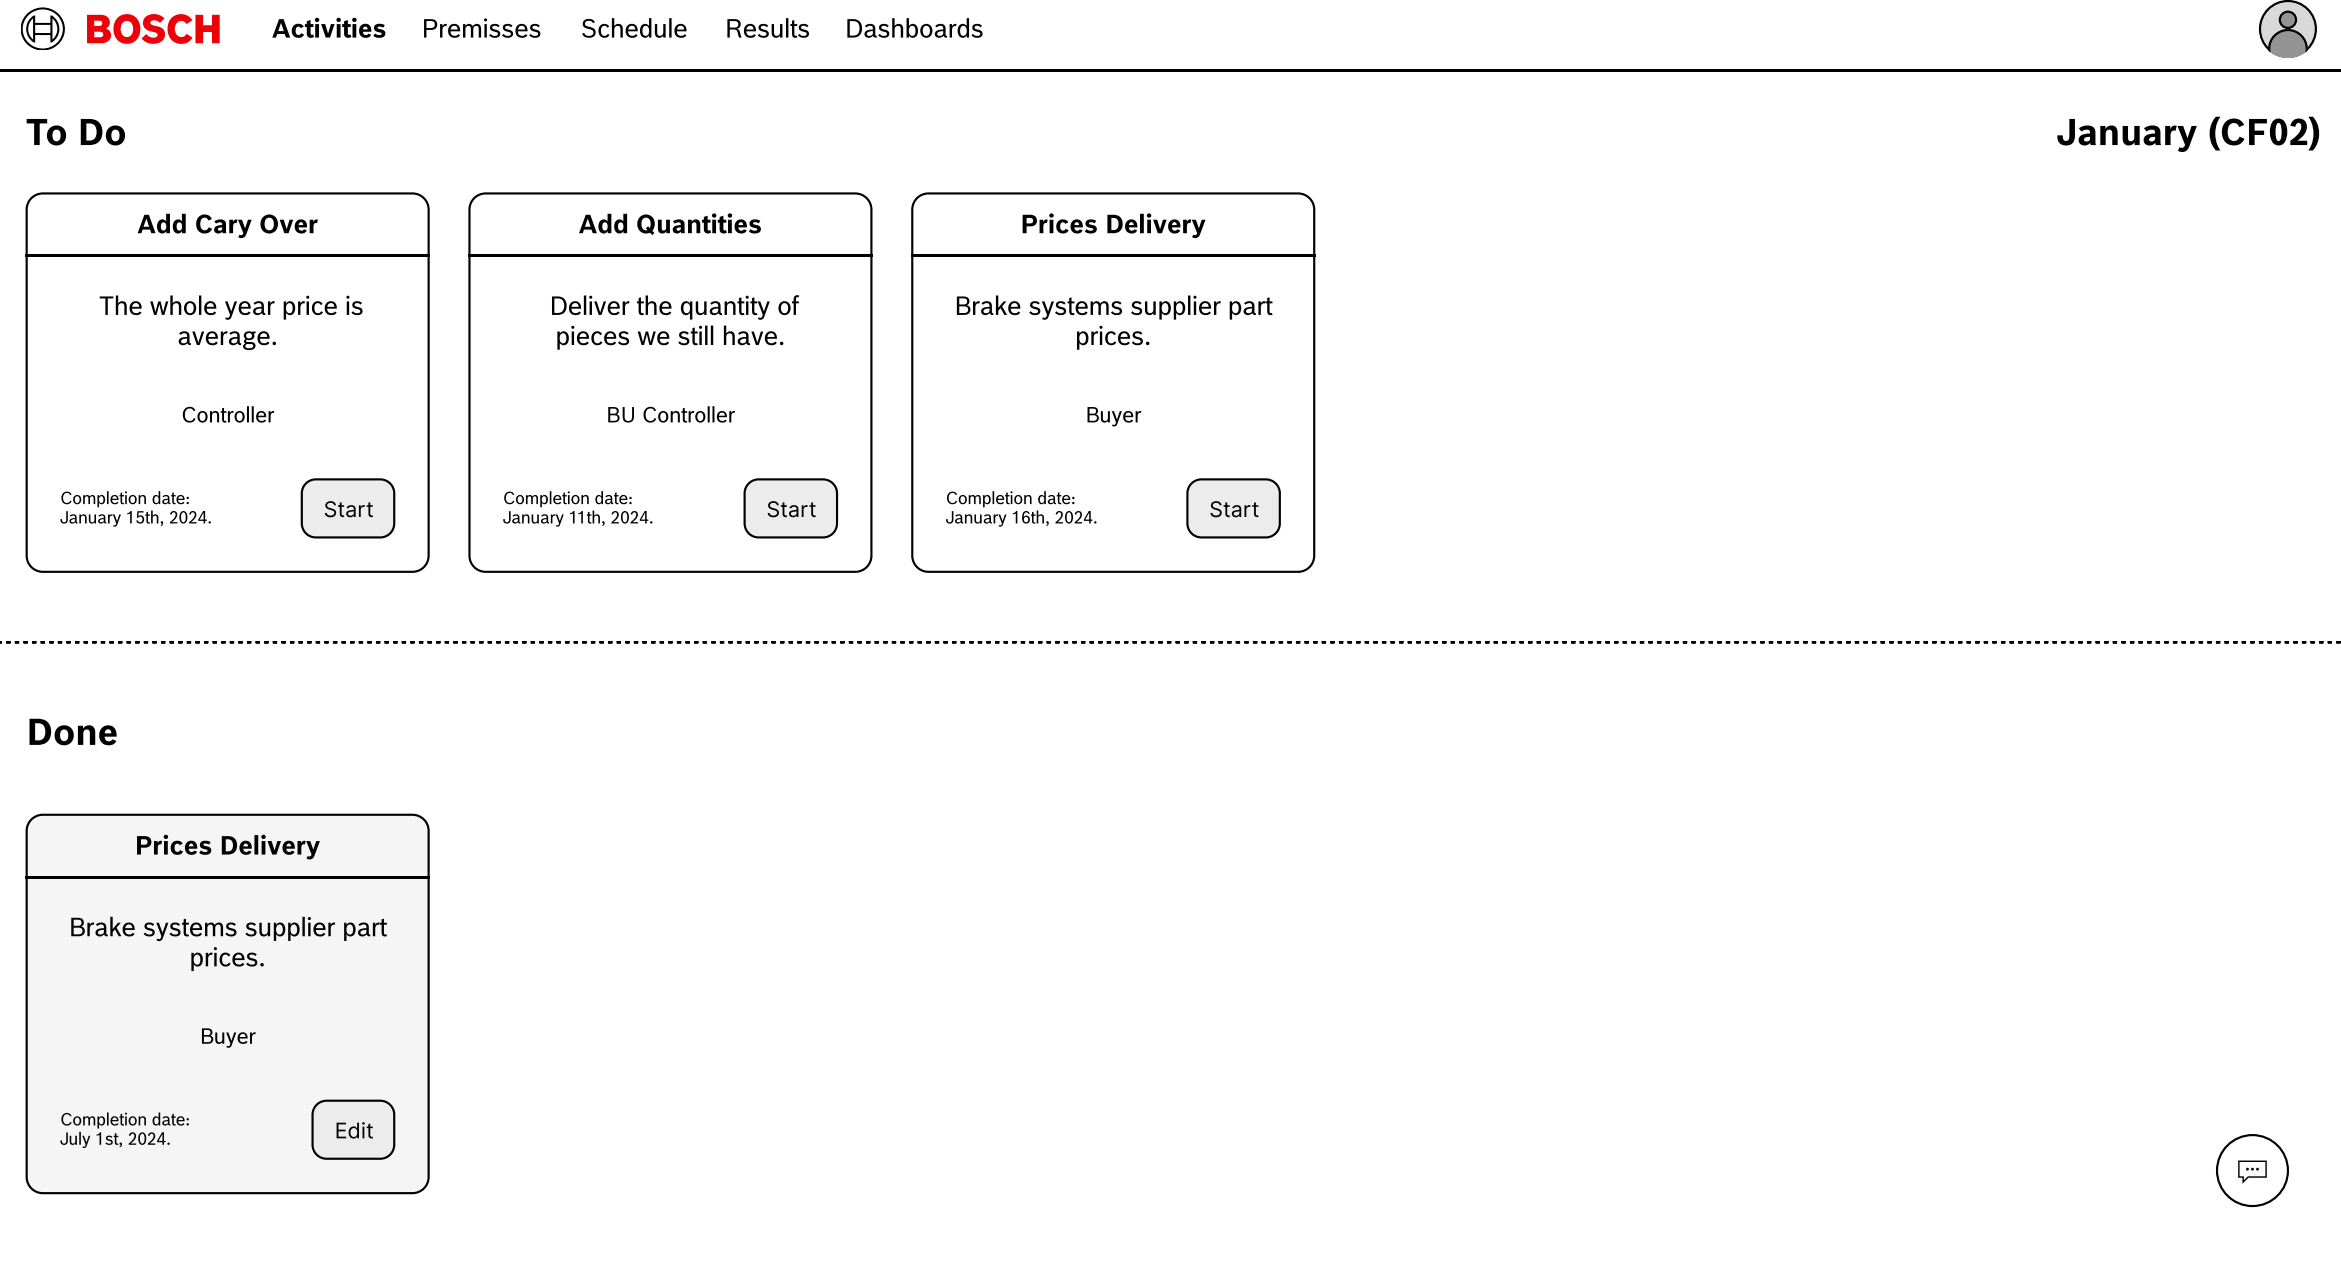 BOSCH
Activities
Premisses
Schedule
Results
Dashboards
To Do
January (CF02)
Add Cary Over
The whole year price is
average.
Controller
Completion date:
January 15th, 2024.
Start
Add Quantities
Deliver the quantity of
pieces we still have.
BU Controller
Completion date:
January 11th, 2024.
Start
Prices Delivery
Brake systems supplier part
prices.
Buyer
Completion date:
January 16th, 2024.
Start
Done
Prices Delivery
Brake systems supplier part
prices.
Buyer
Completion date:
July 1st, 2024.
Edit